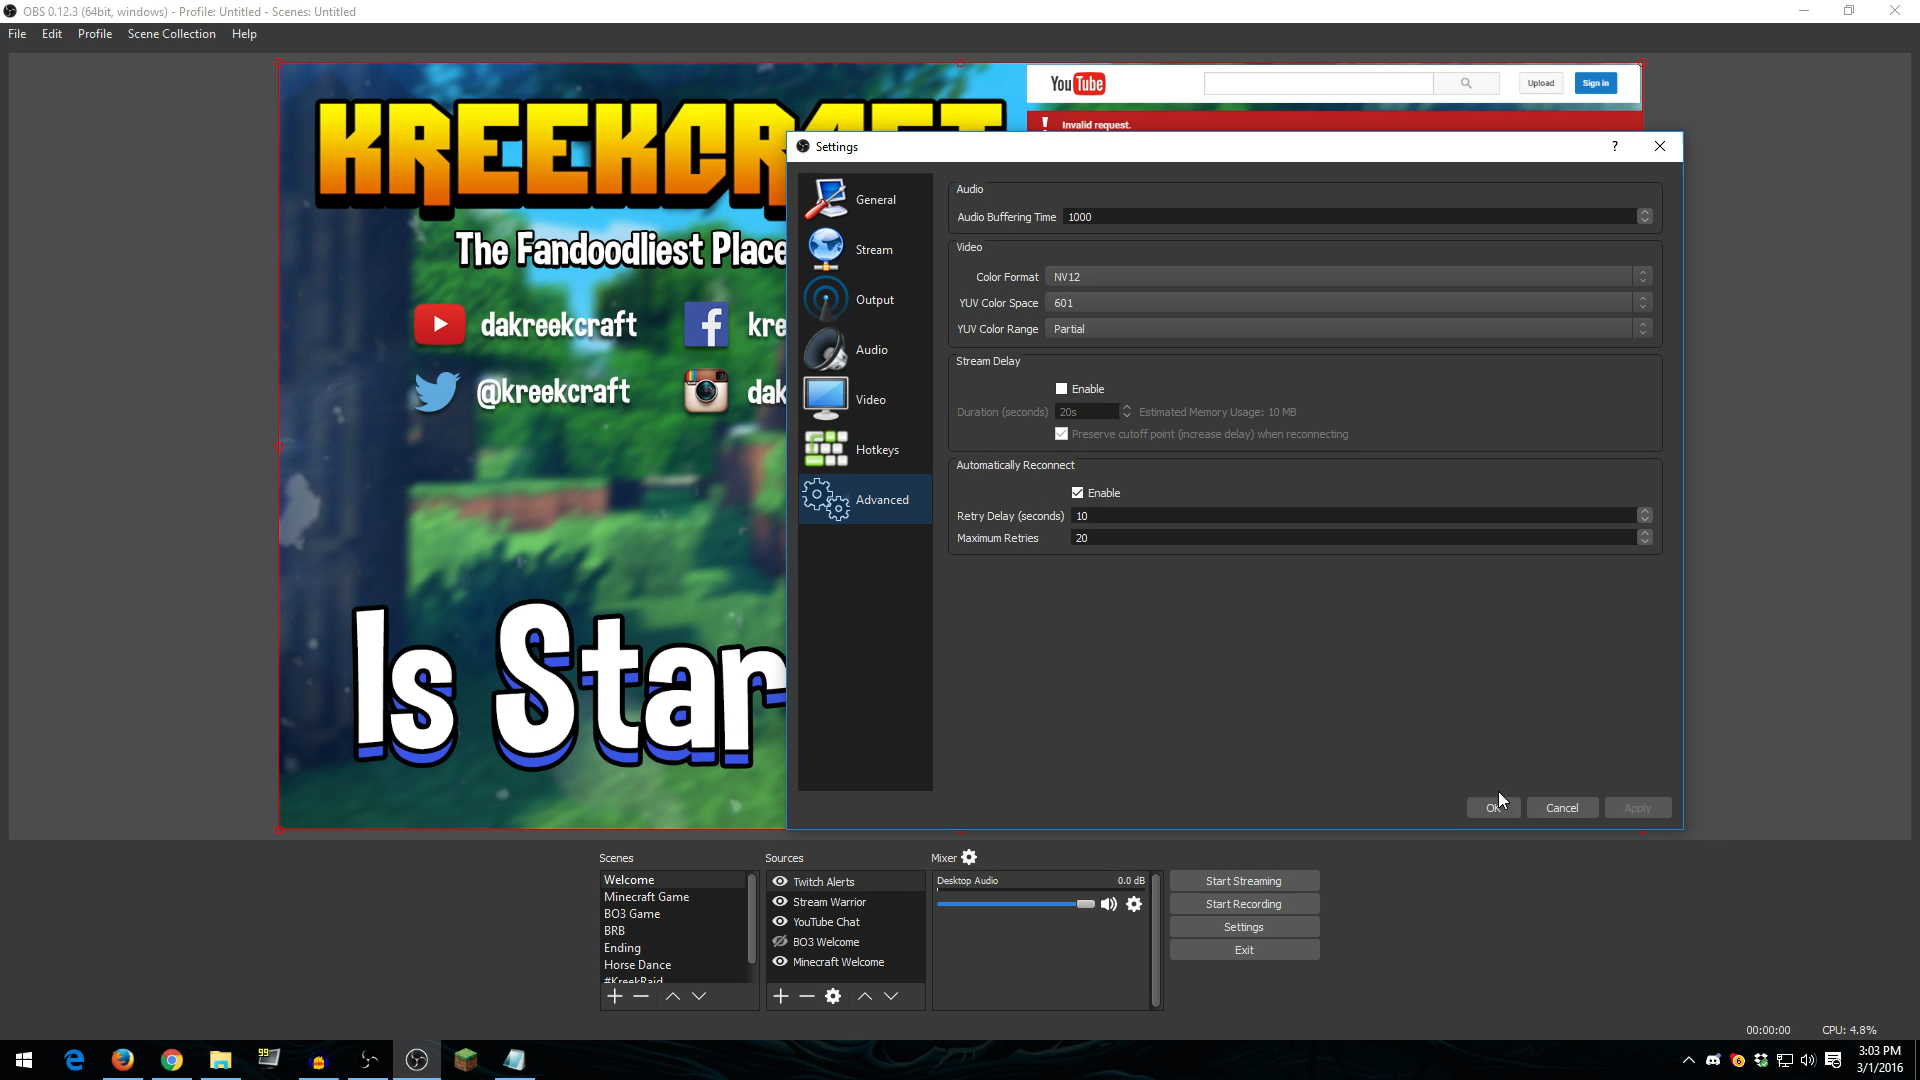 OBS 0.12.3 (64bit, windows) - Profile: Untitled - Scenes: Untitled
File Edit Profile Scene Collection Help
KREEKCRAFT
The Fandoodliest Place
dakreekcraft
kre
@kreekcraft
dak
Is Star
YouTube
Upload
Sign in
! Invalid request.
Settings
?
General
Stream
Output
Audio
Video
Hotkeys
Advanced
Audio
Audio Buffering Time 1000
Video
Color Format NV12
YUV Color Space 601
YUV Color Range Partial
Stream Delay
Enable
Duration (seconds) 20s Estimated Memory Usage: 10 MB
Preserve cutoff point (increase delay) when reconnecting
Automatically Reconnect
Enable
Retry Delay (seconds) 10
Maximum Retries 20
OK Cancel Apply
Scenes
Welcome
Minecraft Game
BO3 Game
BRB
Ending
Horse Dance
#KreekRaid
Sources
Twitch Alerts
Stream Warrior
YouTube Chat
BO3 Welcome
Minecraft Welcome
Mixer
Desktop Audio 0.0 dB
Start Streaming
Start Recording
Settings
Exit
00:00:00 CPU: 4.8%
99
6
3:03 PM
3/1/2016